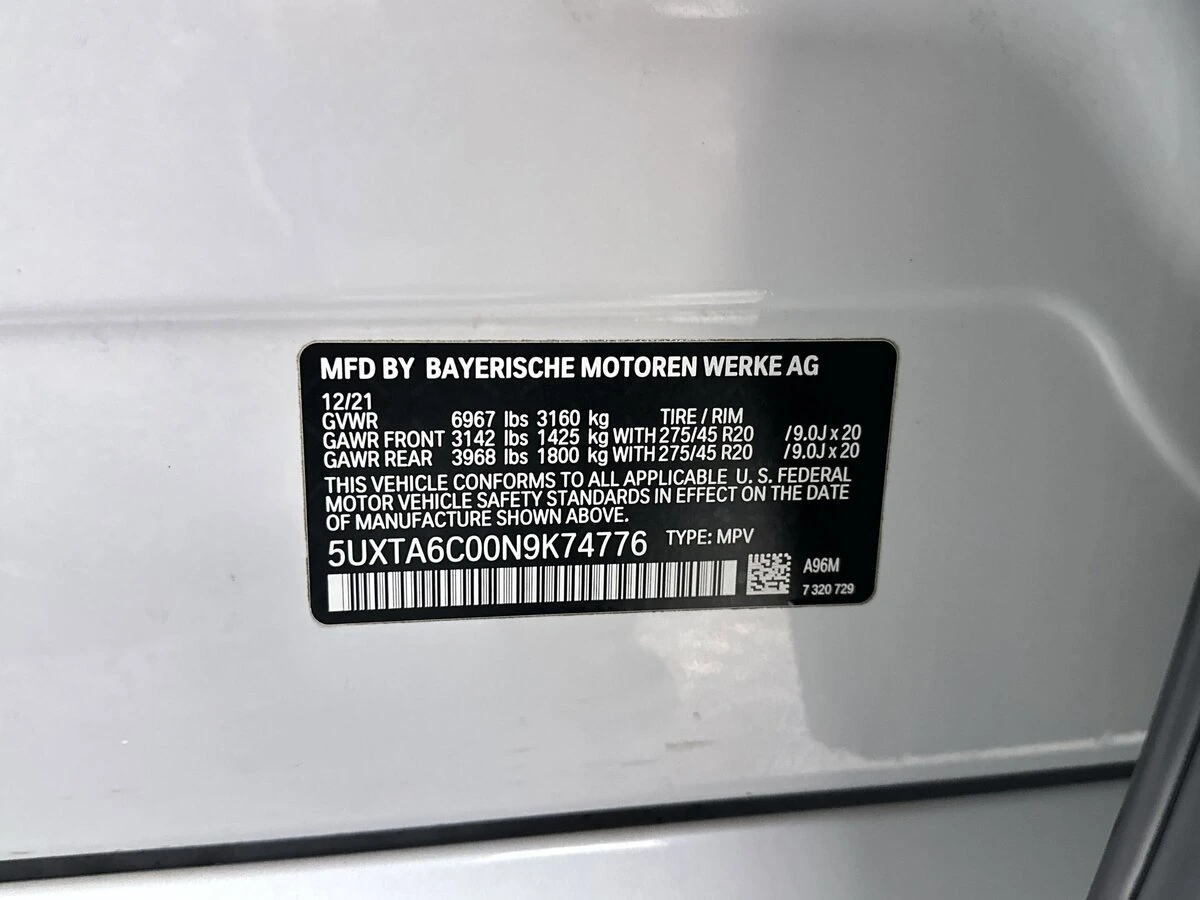 MFD BY BAYERISCHE MOTOREN WERKE AG
12/21
GVWR 6967 lbs 3160 kg TIRE / RIM
GAWR FRONT 3142 lbs 1425 kg WITH 275/45 R20 /9.0J x 20
GAWR REAR 3968 lbs 1800 kg WITH 275/45 R20 /9.0J x 20
THIS VEHICLE CONFORMS TO ALL APPLICABLE U. S. FEDERAL
MOTOR VEHICLE SAFETY STANDARDS IN EFFECT ON THE DATE
OF MANUFACTURE SHOWN ABOVE.
5UXTA6C00N9K74776 TYPE: MPV
A96M
7 320 729